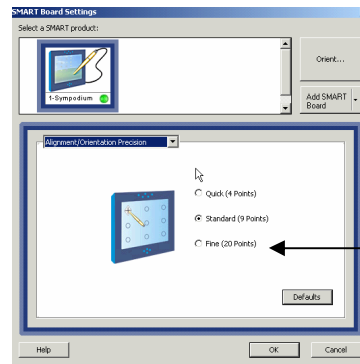 SMART Board Settings
Select a SMART product:
1-Sympodium
Orient...
Add SMART
Board
Alignment/Orientation Precision
Quick (4 Points)
Standard (9 Points)
Fine (20 Points)
Defaults
Help
OK
Cancel